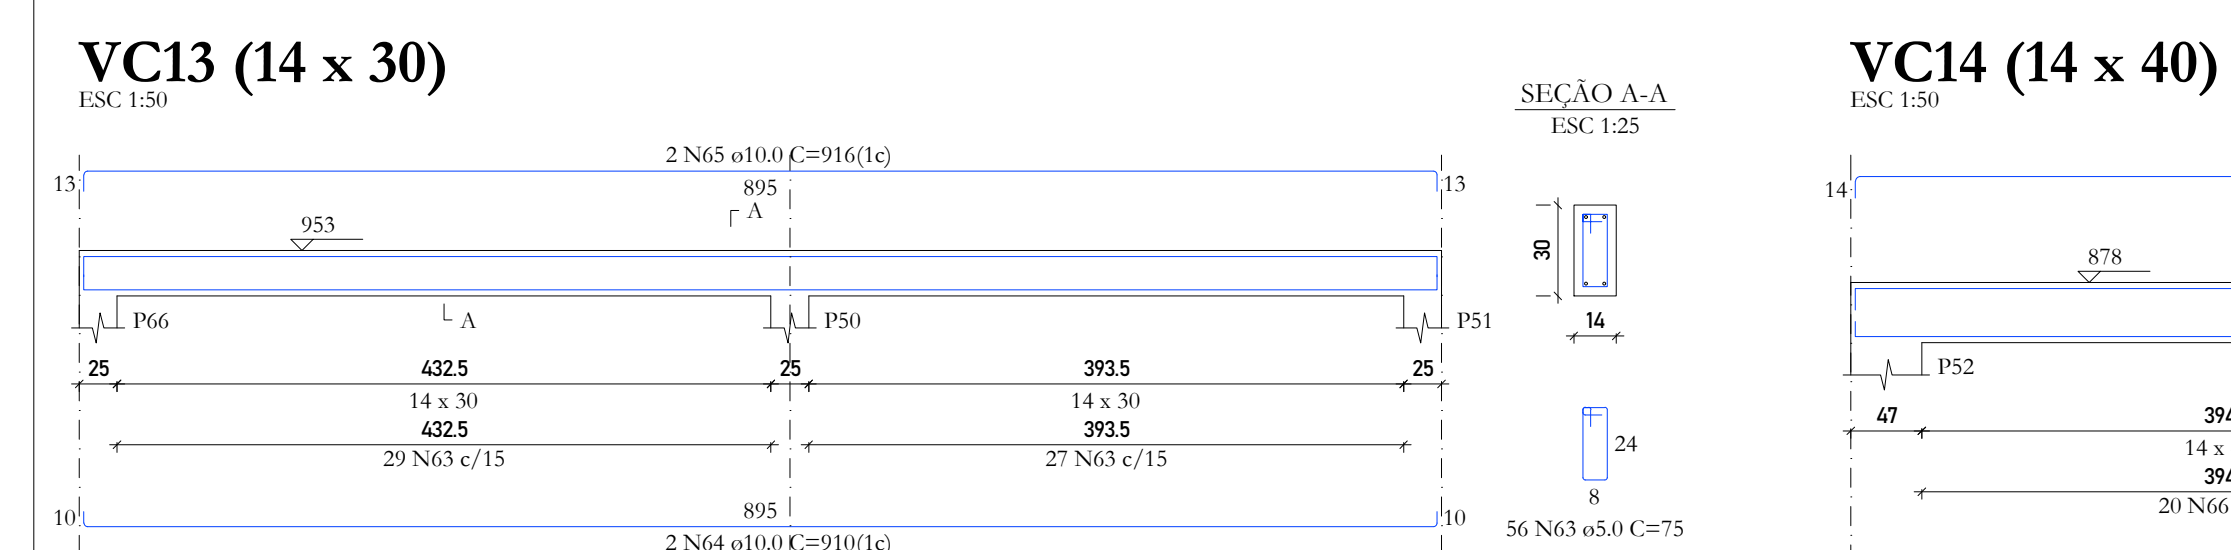 VC13 (14 x 30)
ESC 1:50
2 N65 ø10.0 C=916(1c)
13
895
13
A
953
P66
A
P50
P51
25
432.5
25
393.5
25
14 x 30
14 x 30
432.5
393.5
29 N63 c/15
27 N63 c/15
10
895
10
2 N64 ø10.0 C=910(1c)
SEÇÃO A-A
ESC 1:25
30
14
24
8
56 N63 ø5.0 C=75
VC14 (14 x 40)
ESC 1:50
14
878
P52
47
394
14 x
394
20 N66